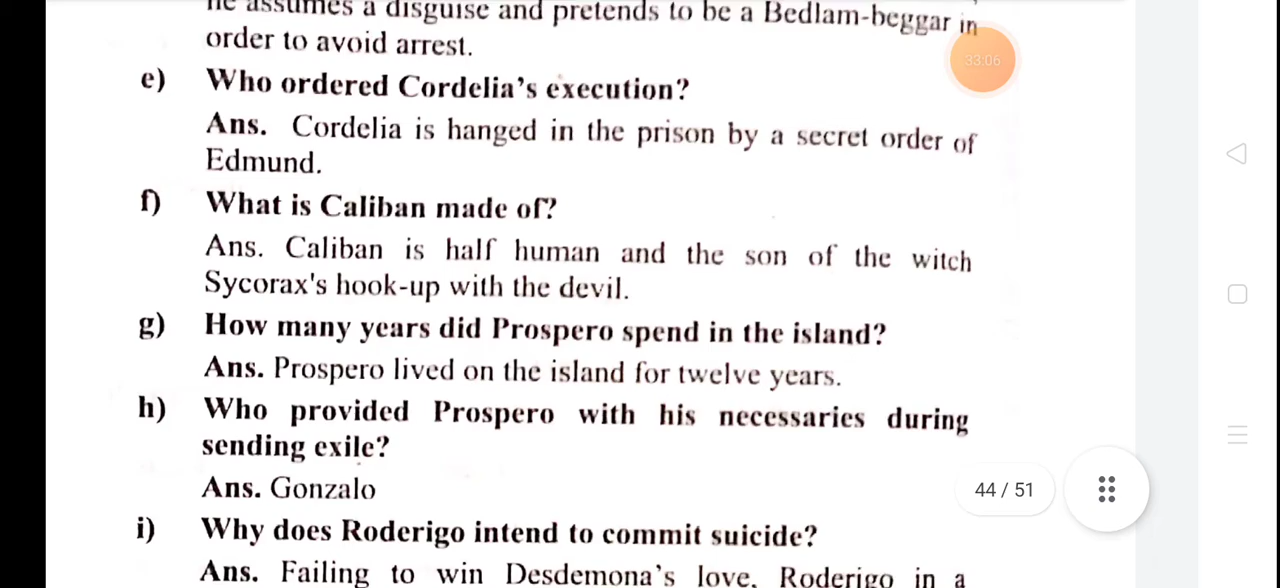 he assumes a disguise and pretends to be a Bedlam-beggar in
order to avoid arrest.
33:06
e) Who ordered Cordelia's execution?
Ans. Cordelia is hanged in the prison by a secret order of
Edmund.
f) What is Caliban made of?
Ans. Caliban is half human and the son of the witch
Sycorax's hook-up with the devil.
g) How many years did Prospero spend in the island?
Ans. Prospero lived on the island for twelve years.
h) Who provided Prospero with his necessaries during
sending exile?
Ans. Gonzalo
44 / 51
i) Why does Roderigo intend to commit suicide?
Ans. Failing to win Desdemona's love, Roderigo in a